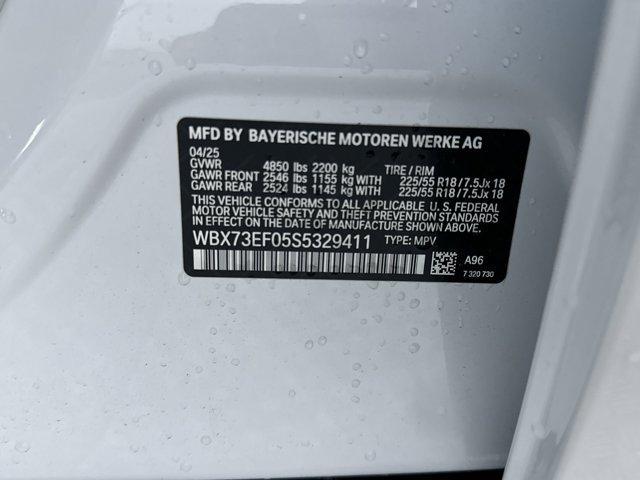 MFD BY BAYERISCHE MOTOREN WERKE AG
04/25
GVWR 4850 lbs 2200 kg TIRE / RIM
GAWR FRONT 2546 lbs 1155 kg WITH 225/55 R18 / 7.5Jx 18
GAWR REAR 2524 lbs 1145 kg WITH 225/55 R18 / 7.5Jx 18
THIS VEHICLE CONFORMS TO ALL APPLICABLE U. S. FEDERAL
MOTOR VEHICLE SAFETY, BUMPER, AND THEFT PREVENTION
STANDARDS IN EFFECT ON THE DATE OF MANUFACTURE SHOWN ABOVE.
WBX73EF05S5329411 TYPE: MPV
A96
7 320 730